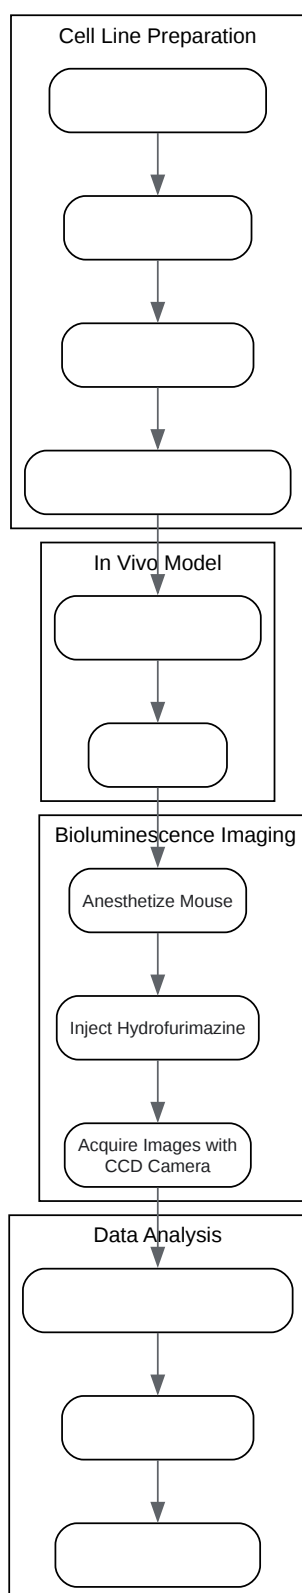 Cell Line Preparation
In Vivo Model
Bioluminescence Imaging
Anesthetize Mouse
Inject Hydrofurimazine
Acquire Images with
CCD Camera
Data Analysis